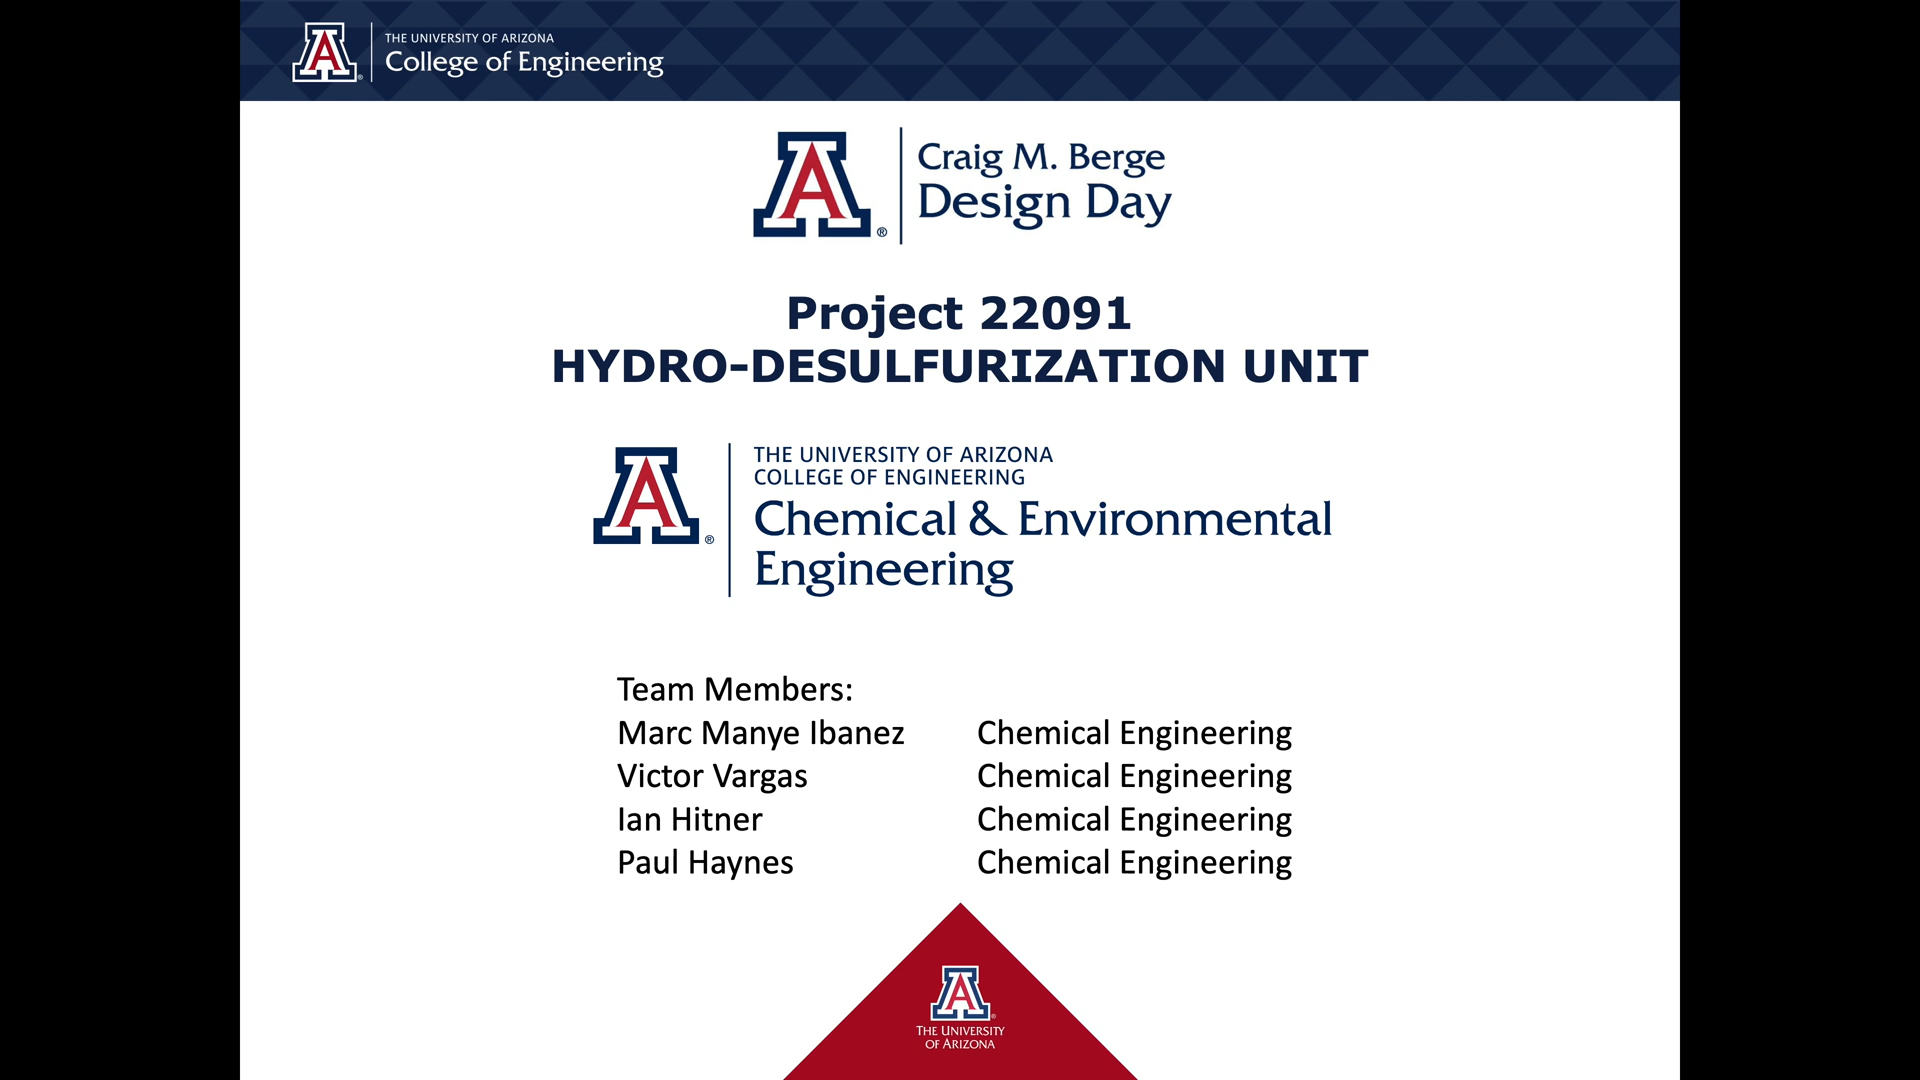 THE UNIVERSITY OF ARIZONA
College of Engineering
Craig M. Berge
Design Day
Project 22091
HYDRO-DESULFURIZATION UNIT
THE UNIVERSITY OF ARIZONA
COLLEGE OF ENGINEERING
Chemical & Environmental
Engineering
Team Members:
Marc Manye Ibanez Chemical Engineering
Victor Vargas Chemical Engineering
Ian Hitner Chemical Engineering
Paul Haynes Chemical Engineering
THE UNIVERSITY
OF ARIZONA